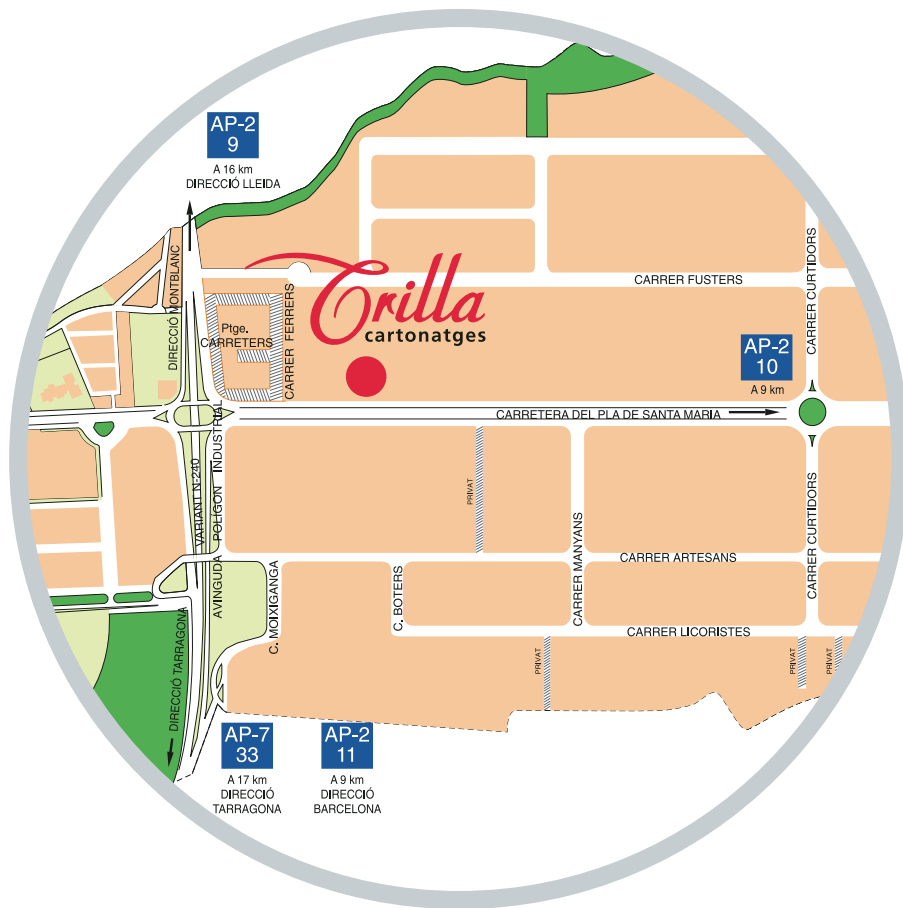 AP-2
9
A 16 km
DIRECCIÓ LLEIDA
DIRECCIÓ MONTBLANC
CARRER CURTIDORS
CARRER FUSTERS
Trilla
cartonatges
Ptge.
CARRETERS
CARRER FERRERS
AP-2
10
A 9 km
CARRETERA DEL PLA DE SANTA MARIA
VARIANT N-240
AVINGUDA POLÍGON INDUSTRIAL
PRIVAT
CARRER MANYANS
CARRER CURTIDORS
CARRER ARTESANS
C. MOIXIGANGA
C. BOTERS
CARRER LICORISTES
DIRECCIÓ TARRAGONA
PRIVAT
PRIVAT
PRIVAT
AP-7
33
A 17 km
DIRECCIÓ
TARRAGONA
AP-2
11
A 9 km
DIRECCIÓ
BARCELONA